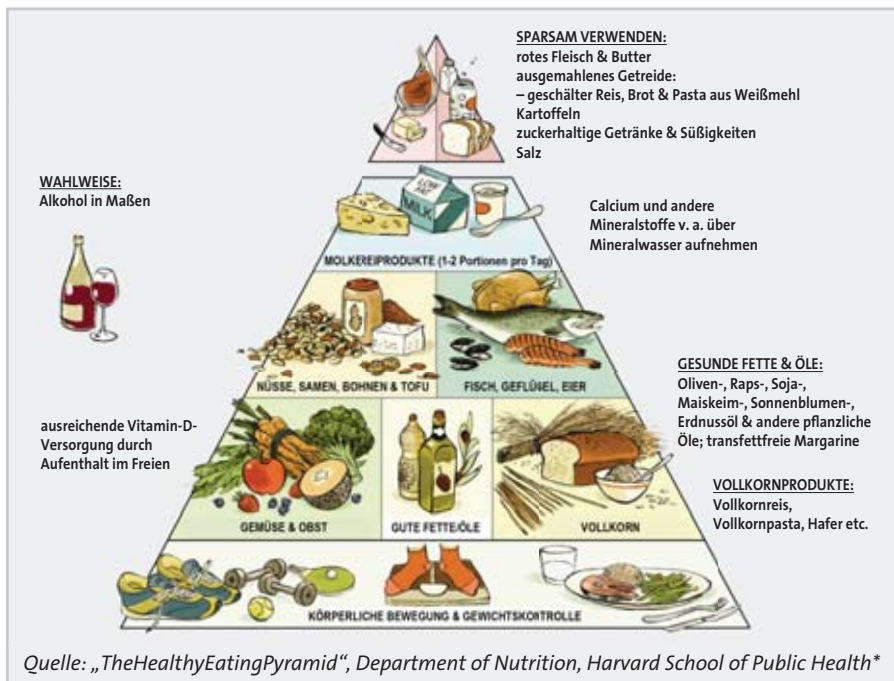 SPARSAM VERWENDEN:
rotes Fleisch & Butter
ausgemahlenes Getreide:
– geschälter Reis, Brot & Pasta aus Weißmehl
Kartoffeln
zuckerhaltige Getränke & Süßigkeiten
Salz
WAHLWEISE:
Alkohol in Maßen
LOW
FAT
MILK
Calcium und andere
Mineralstoffe v. a. über
Mineralwasser aufnehmen
MOLKEREIPRODUKTE (1-2 Portionen pro Tag)
NÜSSE, SAMEN, BOHNEN & TOFU
FISCH, GEFLÜGEL, EIER
GESUNDE FETTE & ÖLE:
Oliven-, Raps-, Soja-,
Maiskeim-, Sonnenblumen-,
Erdnussöl & andere pflanzliche
Öle; transfettfreie Margarine
ausreichende Vitamin-D-
Versorgung durch
Aufenthalt im Freien
VOLLKORNPRODUKTE:
Vollkornreis,
Vollkornpasta, Hafer etc.
GEMÜSE & OBST
GUTE FETTE/ÖLE
VOLLKORN
KÖRPERLICHE BEWEGUNG & GEWICHTSKONTROLLE
Quelle: „TheHealthyEatingPyramid“, Department of Nutrition, Harvard School of Public Health*